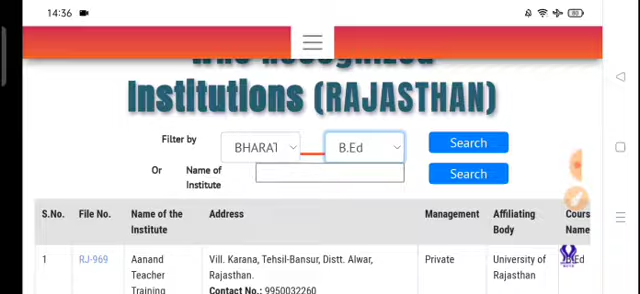 14:36
80
Institutions (RAJASTHAN)
Filter by BHARAT B.Ed Search
Or Name of Institute Search
S.No. File No. Name of the Institute Address Management Affiliating Body Cours Name
1 RJ-969 Aanand Teacher Training Vill. Karana, Tehsil-Bansur, Distt. Alwar, Rajasthan. Contact No.: 9950032260 Private University of Rajasthan B.Ed